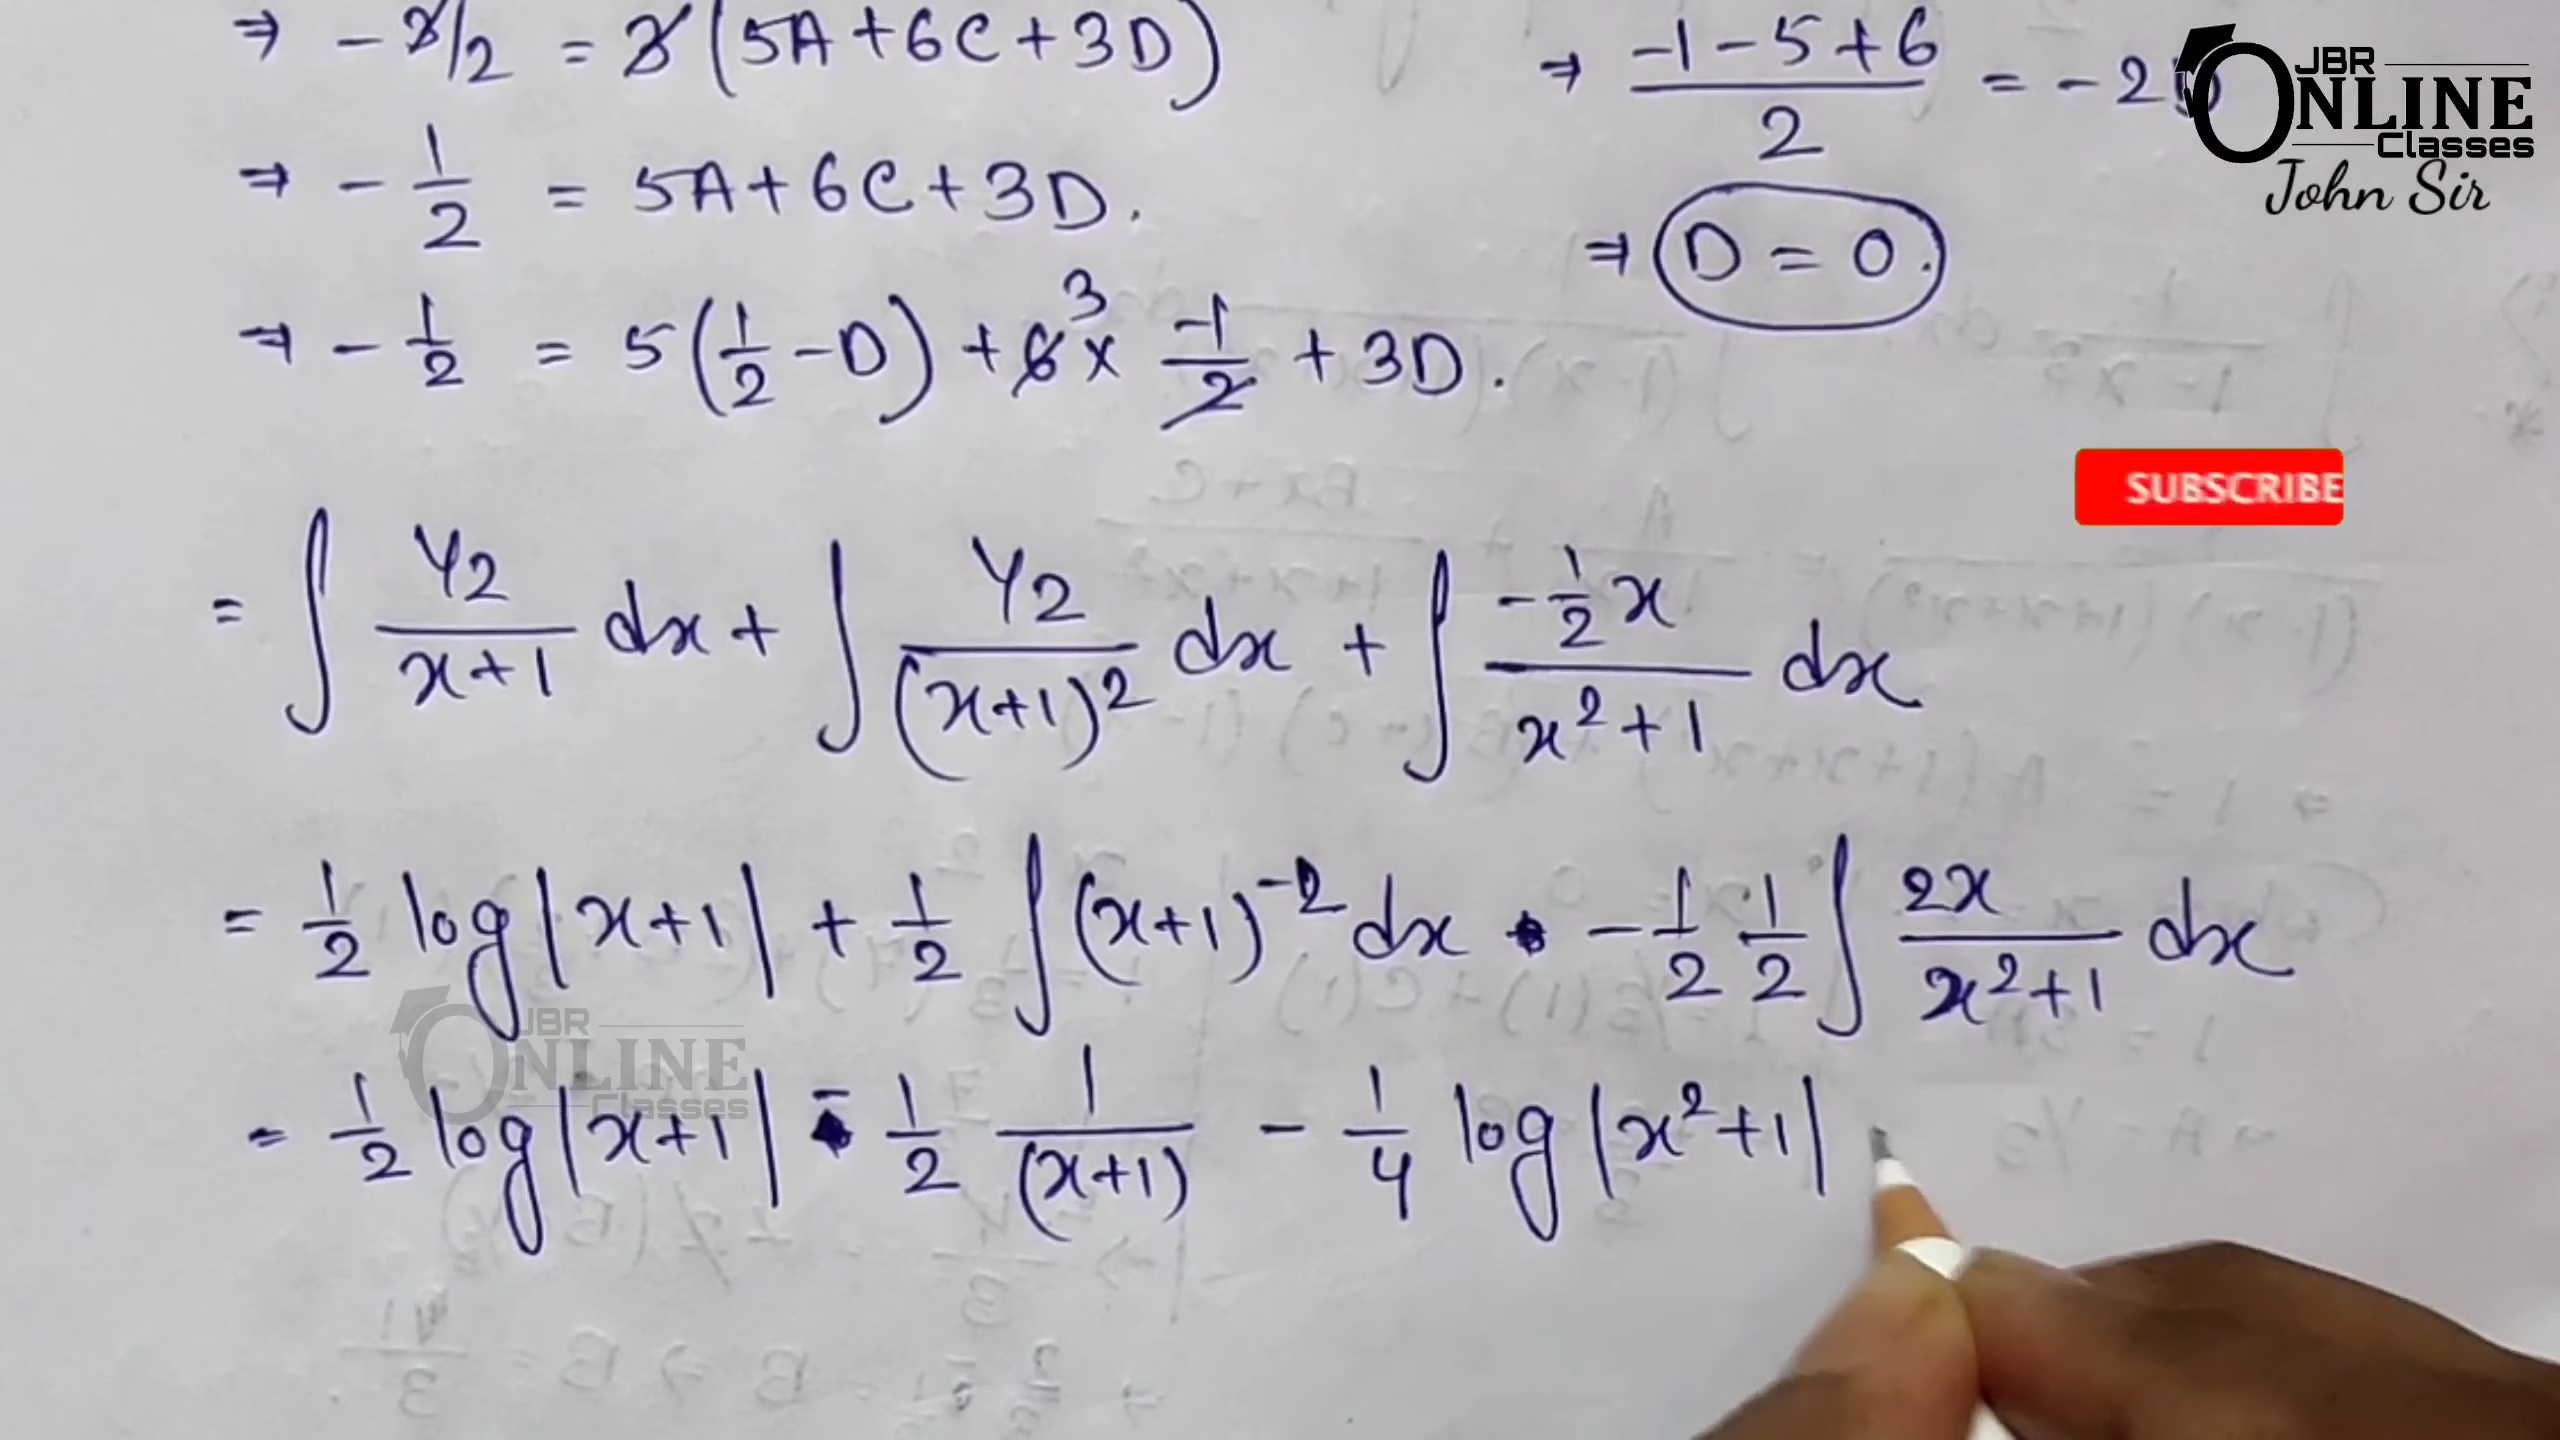 ⇒ -3/2 = 3 (5A+6C+3D)
⇒ -1/2 = 5A+6C+3D.
⇒ -1/2 = 5(1/2 -D) + 6 3 × -1/2 + 3D.
⇒ -1-5+6/2 = -2D
⇒ D = 0.
JBR
ONLINE
Classes
John Sir
SUBSCRIBE
= ∫ 1/2/x+1 dx + ∫ 1/2/(x+1)² dx + ∫ -1/2 x/x²+1 dx
= 1/2 log|x+1| + 1/2 ∫(x+1)⁻² dx - 1/2 1/2 ∫ 2x/x²+1 dx
= 1/2 log|x+1| - 1/2 1/(x+1) - 1/4 log|x²+1|
JBR
ONLINE
Classes